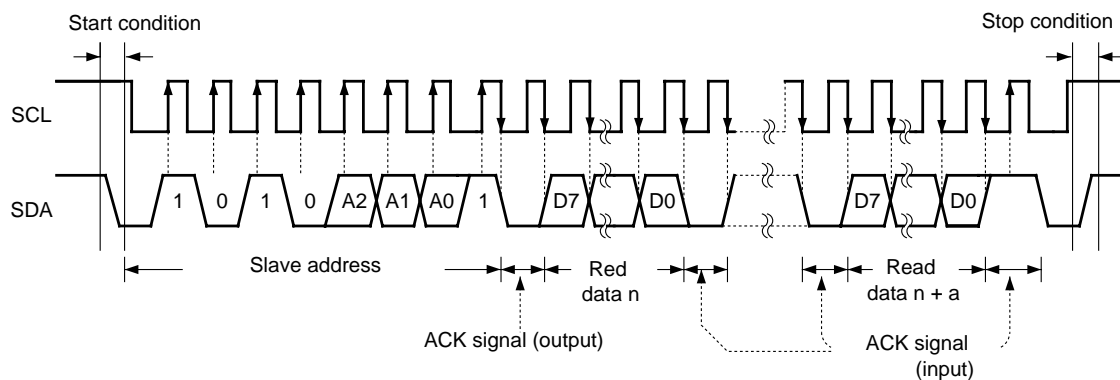 Start condition
Stop condition
SCL
SDA
1 0 1 0 A2 A1 A0 1 D7 D0 D7 D0
Slave address
Red
data n
Read
data n + a
ACK signal (output)
ACK signal
(input)